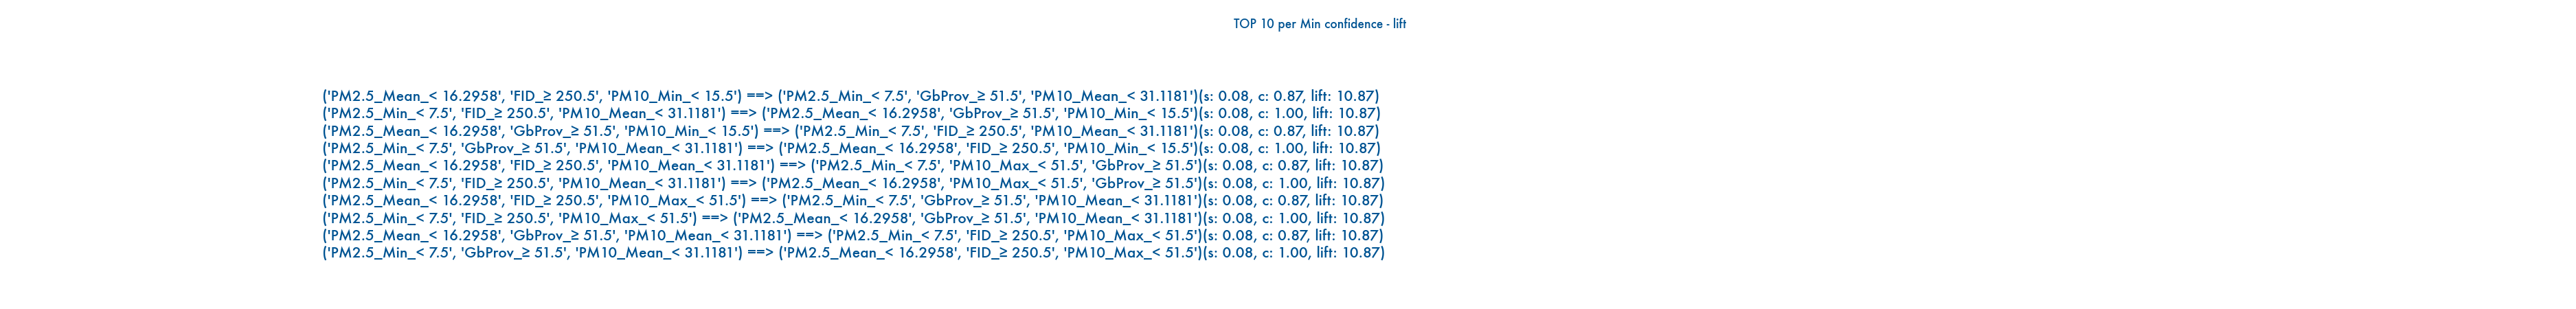 TOP 10 per Min confidence - lift
('PM2.5_Mean_< 16.2958', 'FID_≥ 250.5', 'PM10_Min_< 15.5') ==> ('PM2.5_Min_< 7.5', 'GbProv_≥ 51.5', 'PM10_Mean_< 31.1181')(s: 0.08, c: 0.87, lift: 10.87)
('PM2.5_Min_< 7.5', 'FID_≥ 250.5', 'PM10_Mean_< 31.1181') ==> ('PM2.5_Mean_< 16.2958', 'GbProv_≥ 51.5', 'PM10_Min_< 15.5')(s: 0.08, c: 1.00, lift: 10.87)
('PM2.5_Mean_< 16.2958', 'GbProv_≥ 51.5', 'PM10_Min_< 15.5') ==> ('PM2.5_Min_< 7.5', 'FID_≥ 250.5', 'PM10_Mean_< 31.1181')(s: 0.08, c: 0.87, lift: 10.87)
('PM2.5_Min_< 7.5', 'GbProv_≥ 51.5', 'PM10_Mean_< 31.1181') ==> ('PM2.5_Mean_< 16.2958', 'FID_≥ 250.5', 'PM10_Min_< 15.5')(s: 0.08, c: 1.00, lift: 10.87)
('PM2.5_Mean_< 16.2958', 'FID_≥ 250.5', 'PM10_Mean_< 31.1181') ==> ('PM2.5_Min_< 7.5', 'PM10_Max_< 51.5', 'GbProv_≥ 51.5')(s: 0.08, c: 0.87, lift: 10.87)
('PM2.5_Min_< 7.5', 'FID_≥ 250.5', 'PM10_Mean_< 31.1181') ==> ('PM2.5_Mean_< 16.2958', 'PM10_Max_< 51.5', 'GbProv_≥ 51.5')(s: 0.08, c: 1.00, lift: 10.87)
('PM2.5_Mean_< 16.2958', 'FID_≥ 250.5', 'PM10_Max_< 51.5') ==> ('PM2.5_Min_< 7.5', 'GbProv_≥ 51.5', 'PM10_Mean_< 31.1181')(s: 0.08, c: 0.87, lift: 10.87)
('PM2.5_Min_< 7.5', 'FID_≥ 250.5', 'PM10_Max_< 51.5') ==> ('PM2.5_Mean_< 16.2958', 'GbProv_≥ 51.5', 'PM10_Mean_< 31.1181')(s: 0.08, c: 1.00, lift: 10.87)
('PM2.5_Mean_< 16.2958', 'GbProv_≥ 51.5', 'PM10_Mean_< 31.1181') ==> ('PM2.5_Min_< 7.5', 'FID_≥ 250.5', 'PM10_Max_< 51.5')(s: 0.08, c: 0.87, lift: 10.87)
('PM2.5_Min_< 7.5', 'GbProv_≥ 51.5', 'PM10_Mean_< 31.1181') ==> ('PM2.5_Mean_< 16.2958', 'FID_≥ 250.5', 'PM10_Max_< 51.5')(s: 0.08, c: 1.00, lift: 10.87)